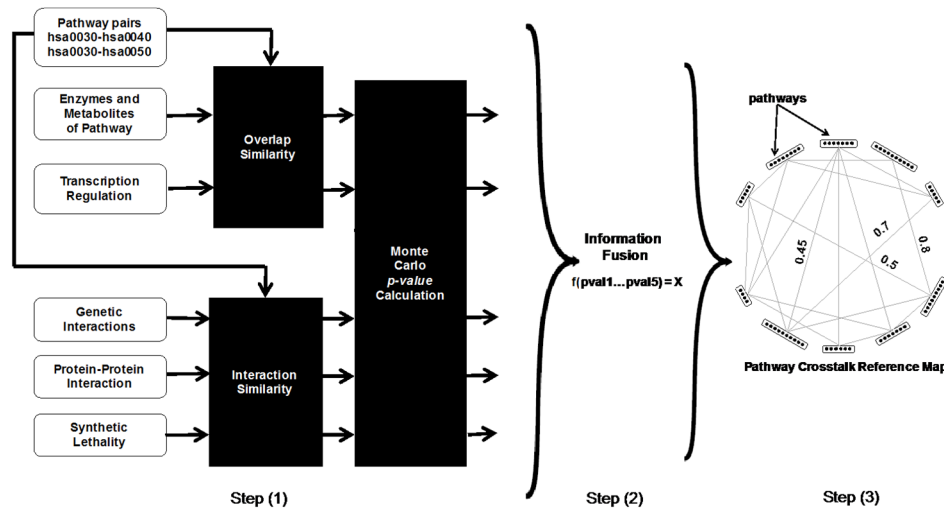 Pathway pairs
hsa0030-hsa0040
hsa0030-hsa0050
Enzymes and
Metabolites
of Pathway
Transcription
Regulation
Overlap
Similarity
Genetic
Interactions
Protein-Protein
Interaction
Synthetic
Lethality
Interaction
Similarity
Monte
Carlo
p-value
Calculation
Step (1)
Information
Fusion
f(pval1...pval5) = X
Step (2)
pathways
0.45
0.7
0.5
0.8
Pathway Crosstalk Reference Map
Step (3)